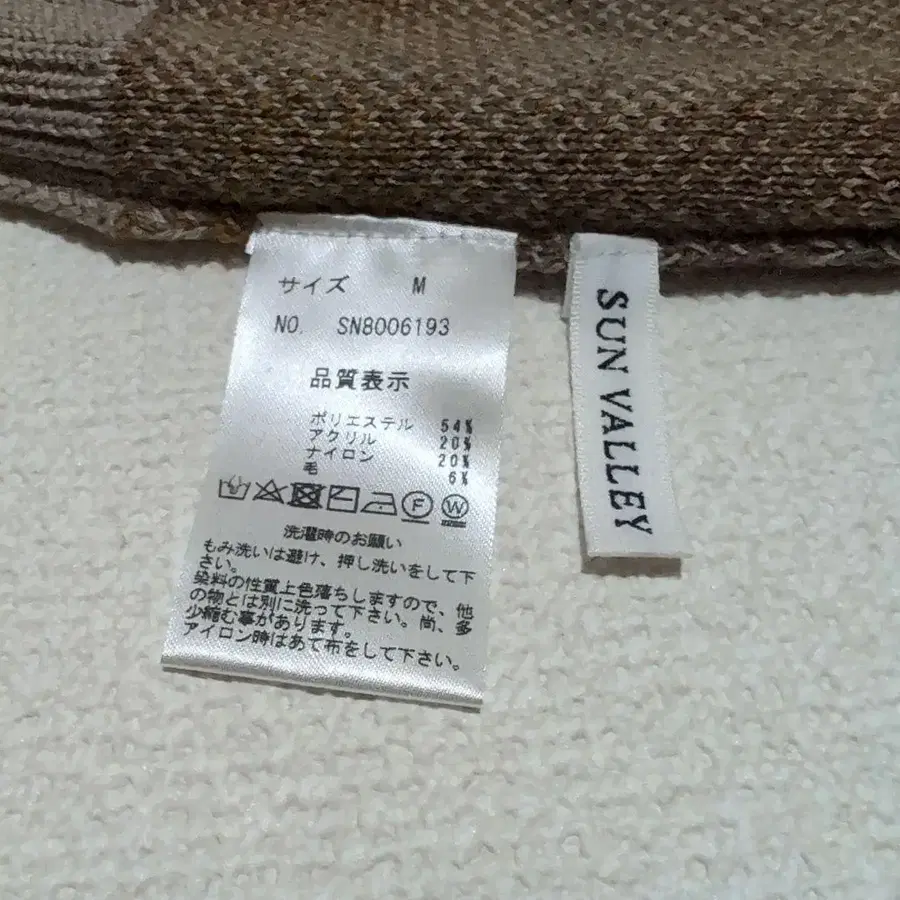 サイズ M
NO. SN8006193
品質表示
ポリエステル 54%
アクリル 20%
ナイロン 20%
毛 6%
F W
洗濯時のお願い
もみ洗いは避け、押し洗いをして下
さい。
染料の性質上色落ちしますので、他
の物とは別に洗って下さい。尚、多
少縮む事があります。
アイロン時はあて布をして下さい。
SUN VALLEY